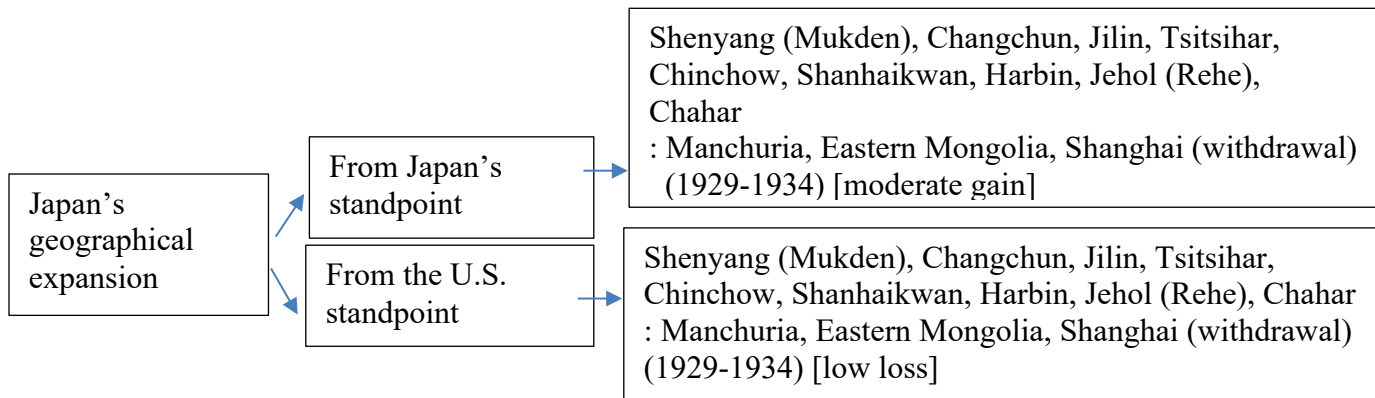 Japan’s
geographical
expansion
From Japan’s
standpoint
Shenyang (Mukden), Changchun, Jilin, Tsitsihar,
Chinchow, Shanhaikwan, Harbin, Jehol (Rehe),
Chahar
: Manchuria, Eastern Mongolia, Shanghai (withdrawal)
(1929-1934) [moderate gain]
From the U.S.
standpoint
Shenyang (Mukden), Changchun, Jilin, Tsitsihar,
Chinchow, Shanhaikwan, Harbin, Jehol (Rehe), Chahar
: Manchuria, Eastern Mongolia, Shanghai (withdrawal)
(1929-1934) [low loss]